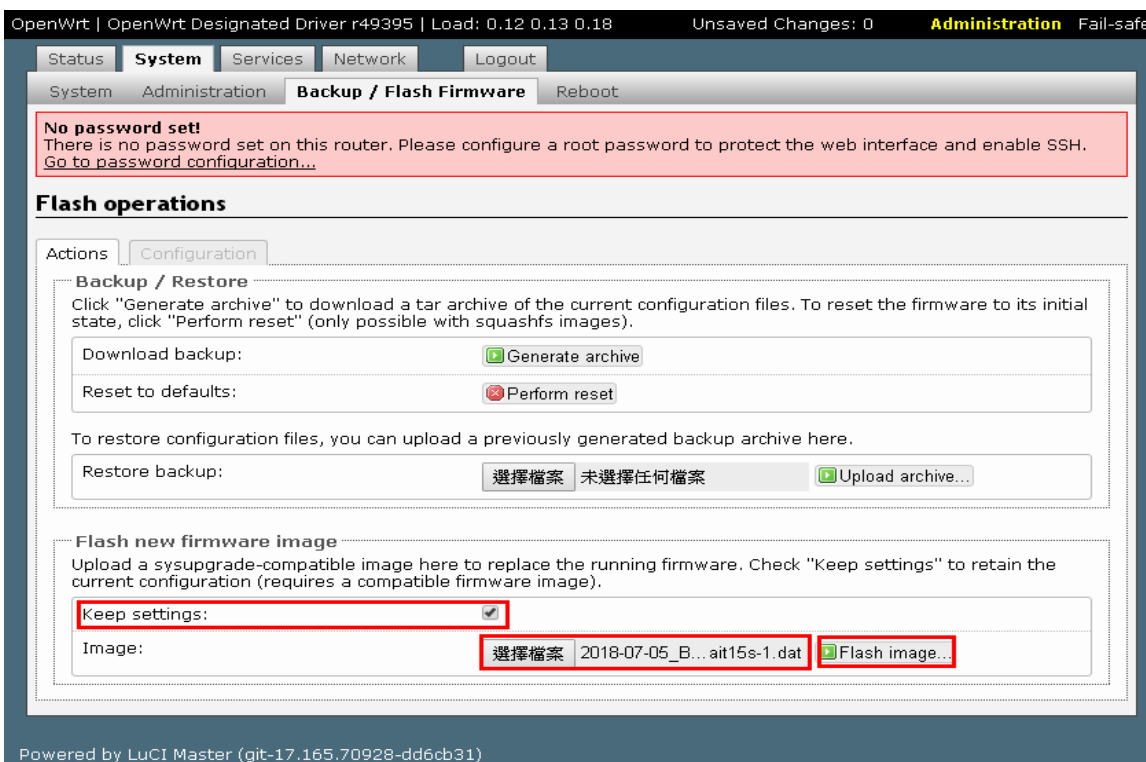 OpenWrt | OpenWrt Designated Driver r49395 | Load: 0.12 0.13 0.18 Unsaved Changes: 0 Administration Fail-safe
Status System Services Network Logout
System Administration Backup / Flash Firmware Reboot
No password set!
There is no password set on this router. Please configure a root password to protect the web interface and enable SSH.
Go to password configuration...
Flash operations
Actions Configuration
Backup / Restore
Click "Generate archive" to download a tar archive of the current configuration files. To reset the firmware to its initial
state, click "Perform reset" (only possible with squashfs images).
Download backup: Generate archive
Reset to defaults: Perform reset
To restore configuration files, you can upload a previously generated backup archive here.
Restore backup: 選擇檔案 未選擇任何檔案 Upload archive...
Flash new firmware image
Upload a sysupgrade-compatible image here to replace the running firmware. Check "Keep settings" to retain the
current configuration (requires a compatible firmware image).
Keep settings:
Image: 選擇檔案 2018-07-05_B...ait15s-1.dat Flash image...
Powered by LuCI Master (git-17.165.70928-dd6cb31)